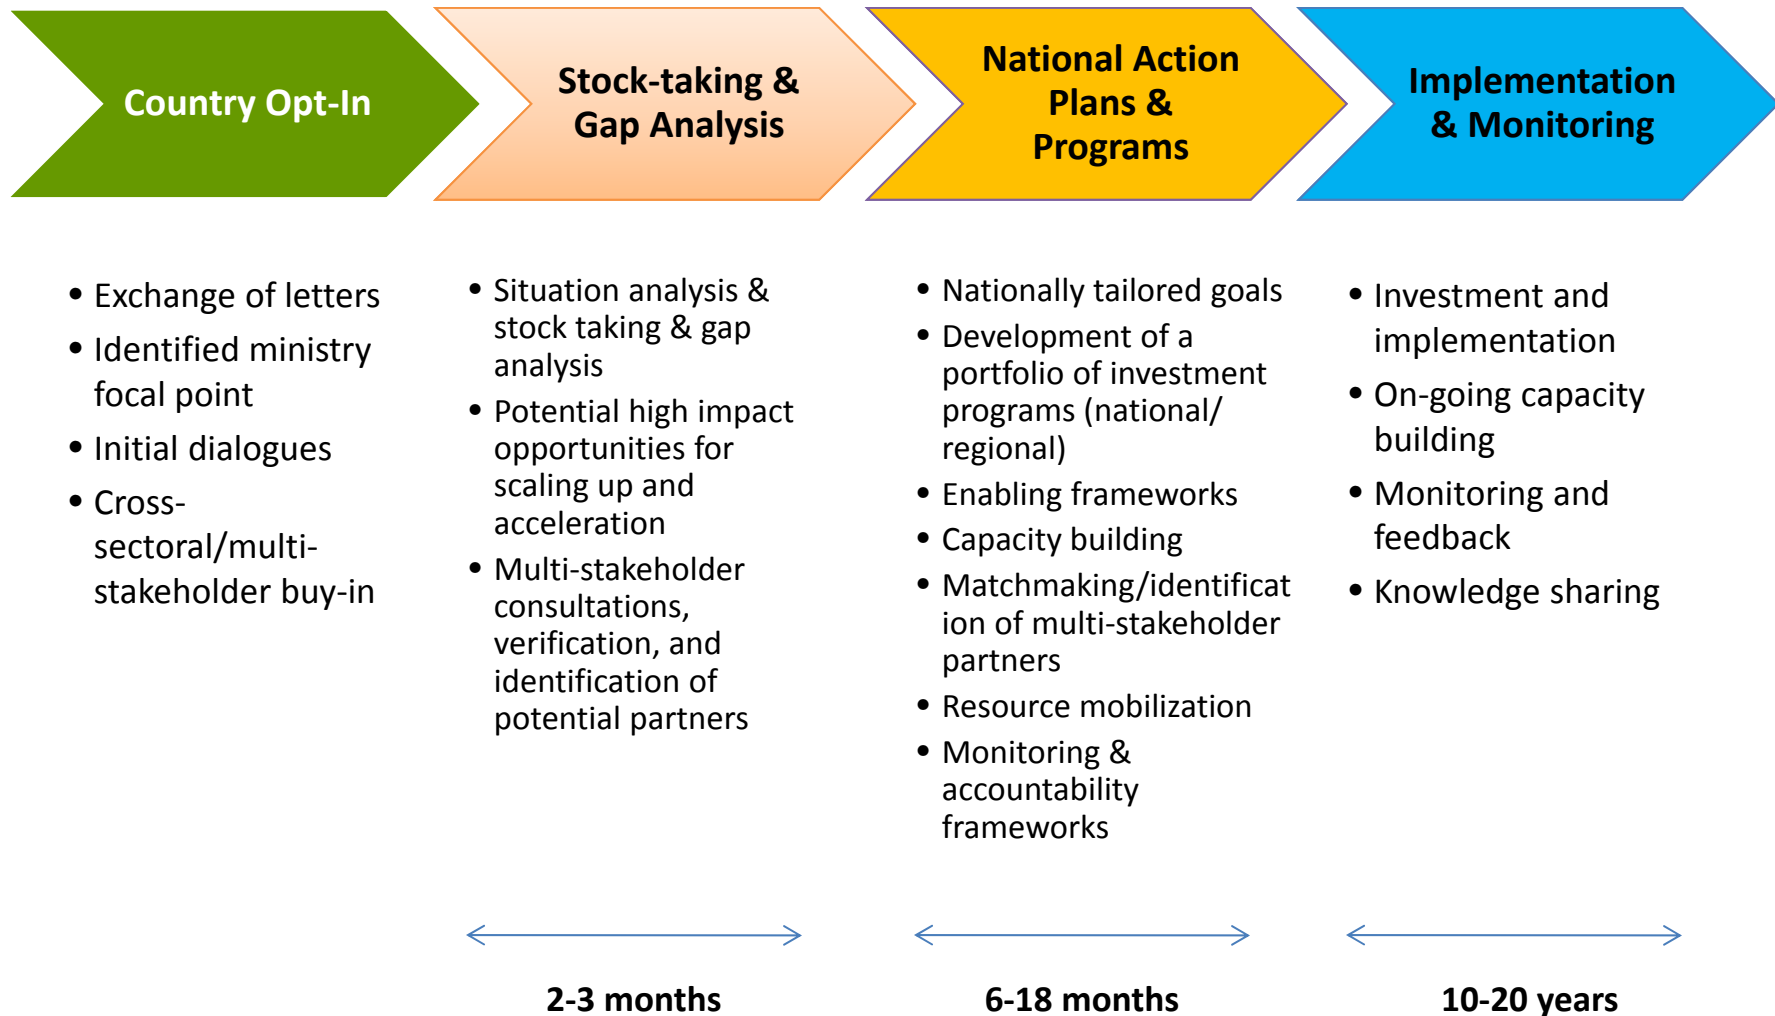 Country Opt-In
Stock-taking &
Gap Analysis
National Action
Plans &
Programs
Implementation
& Monitoring
• Exchange of letters
• Identified ministry
focal point
• Initial dialogues
• Cross-
sectoral/multi-
stakeholder buy-in
• Situation analysis &
stock taking & gap
analysis
• Potential high impact
opportunities for
scaling up and
acceleration
• Multi-stakeholder
consultations,
verification, and
identification of
potential partners
• Nationally tailored goals
• Development of a
portfolio of investment
programs (national/
regional)
• Enabling frameworks
• Capacity building
• Matchmaking/identificat
ion of multi-stakeholder
partners
• Resource mobilization
• Monitoring &
accountability
frameworks
• Investment and
implementation
• On-going capacity
building
• Monitoring and
feedback
• Knowledge sharing
2-3 months
6-18 months
10-20 years